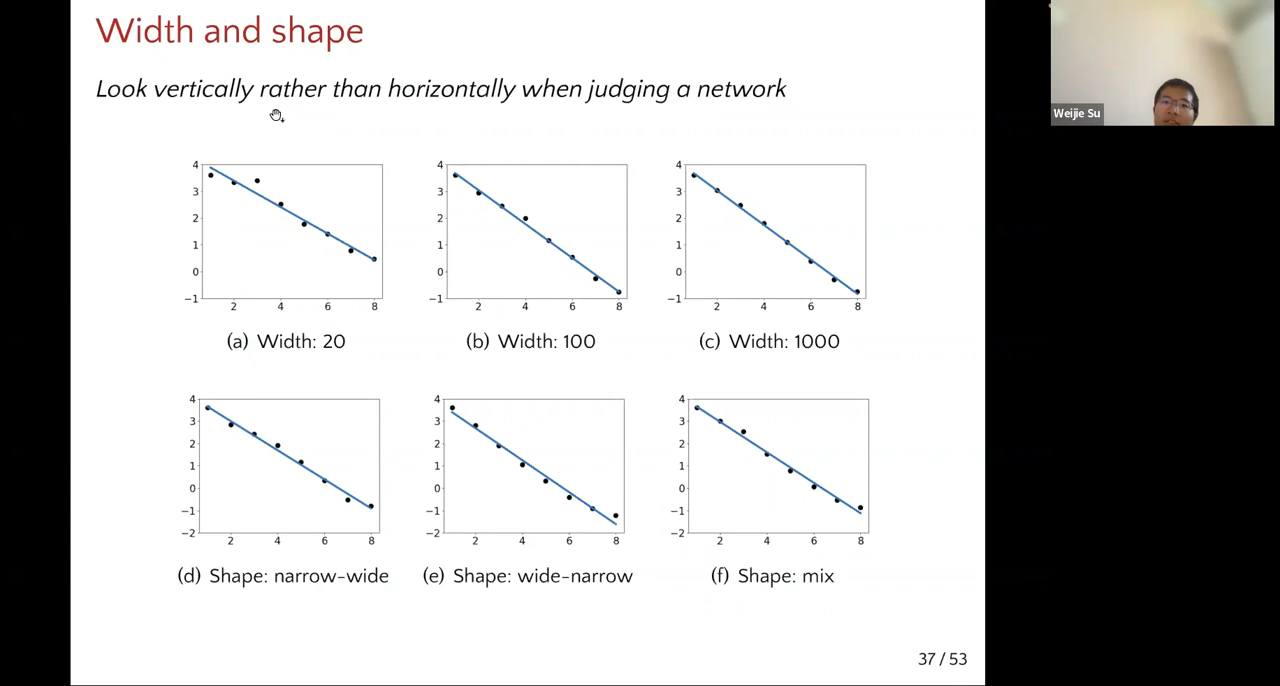 Width and shape
Look vertically rather than horizontally when judging a network
Weijie Su
4
3
2
1
0
−1
2 4 6 8
(a) Width: 20
4
3
2
1
0
−1
2 4 6 8
(b) Width: 100
4
3
2
1
0
−1
2 4 6 8
(c) Width: 1000
4
3
2
1
0
−1
−2
2 4 6 8
(d) Shape: narrow-wide
4
3
2
1
0
−1
−2
2 4 6 8
(e) Shape: wide-narrow
4
3
2
1
0
−1
−2
2 4 6 8
(f) Shape: mix
37 / 53